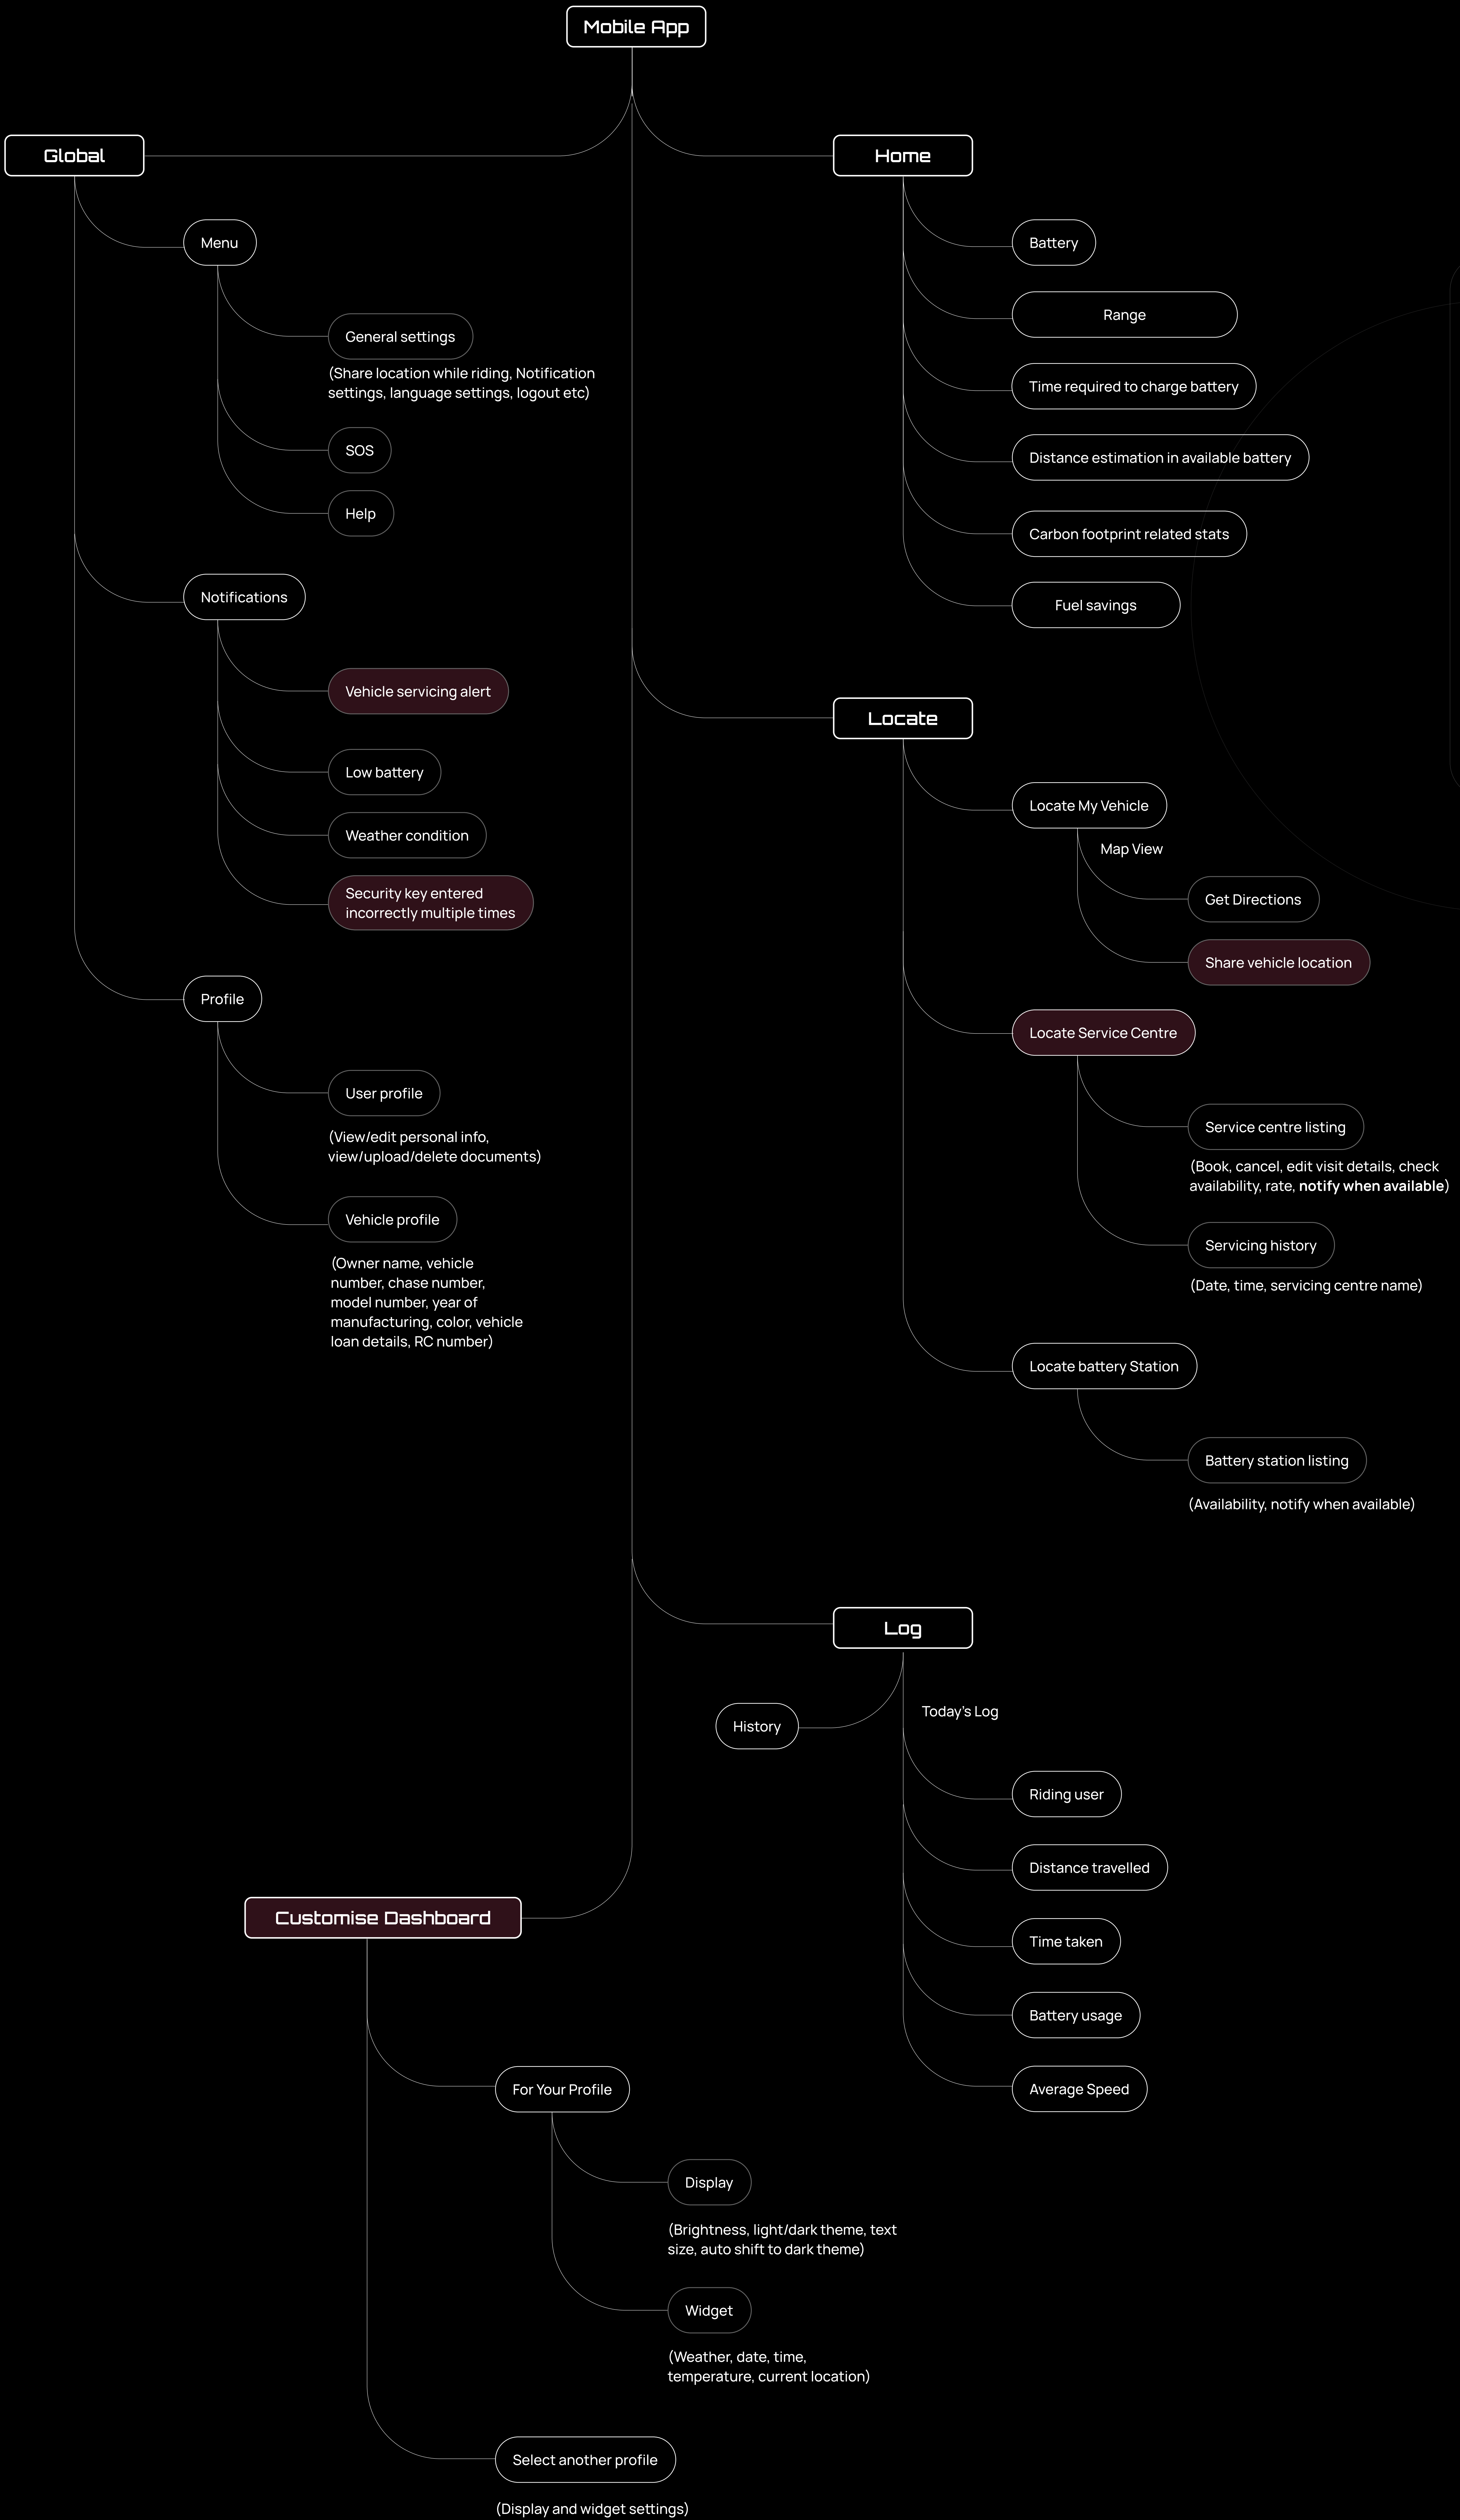 Mobile App
Global
Menu
General settings
(Share location while riding, Notification
settings, language settings, logout etc)
SOS
Help
Notifications
Vehicle servicing alert
Low battery
Weather condition
Security key entered
incorrectly multiple times
Profile
User profile
(View/edit personal info,
view/upload/delete documents)
Vehicle profile
(Owner name, vehicle
number, chase number,
model number, year of
manufacturing, color, vehicle
loan details, RC number)
Home
Battery
Range
Time required to charge battery
Distance estimation in available battery
Carbon footprint related stats
Fuel savings
Locate
Locate My Vehicle
Map View
Get Directions
Share vehicle location
Locate Service Centre
Service centre listing
(Book, cancel, edit visit details, check
availability, rate, notify when available)
Servicing history
(Date, time, servicing centre name)
Locate battery Station
Battery station listing
(Availability, notify when available)
Log
History
Today's Log
Riding user
Distance travelled
Time taken
Battery usage
Average Speed
Customise Dashboard
For Your Profile
Display
(Brightness, light/dark theme, text
size, auto shift to dark theme)
Widget
(Weather, date, time,
temperature, current location)
Select another profile
(Display and widget settings)